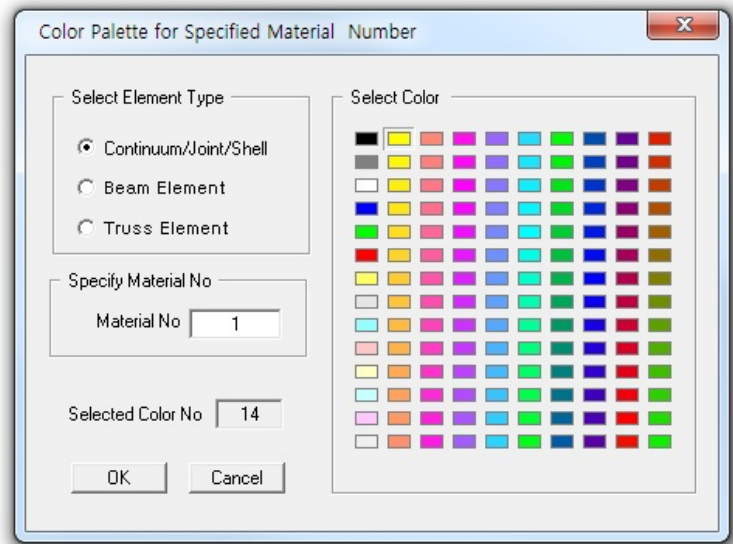 Color Palette for Specified Material Number
Select Element Type
Continuum/Joint/Shell
Beam Element
Truss Element
Specify Material No
Material No 1
Selected Color No 14
OK Cancel
Select Color